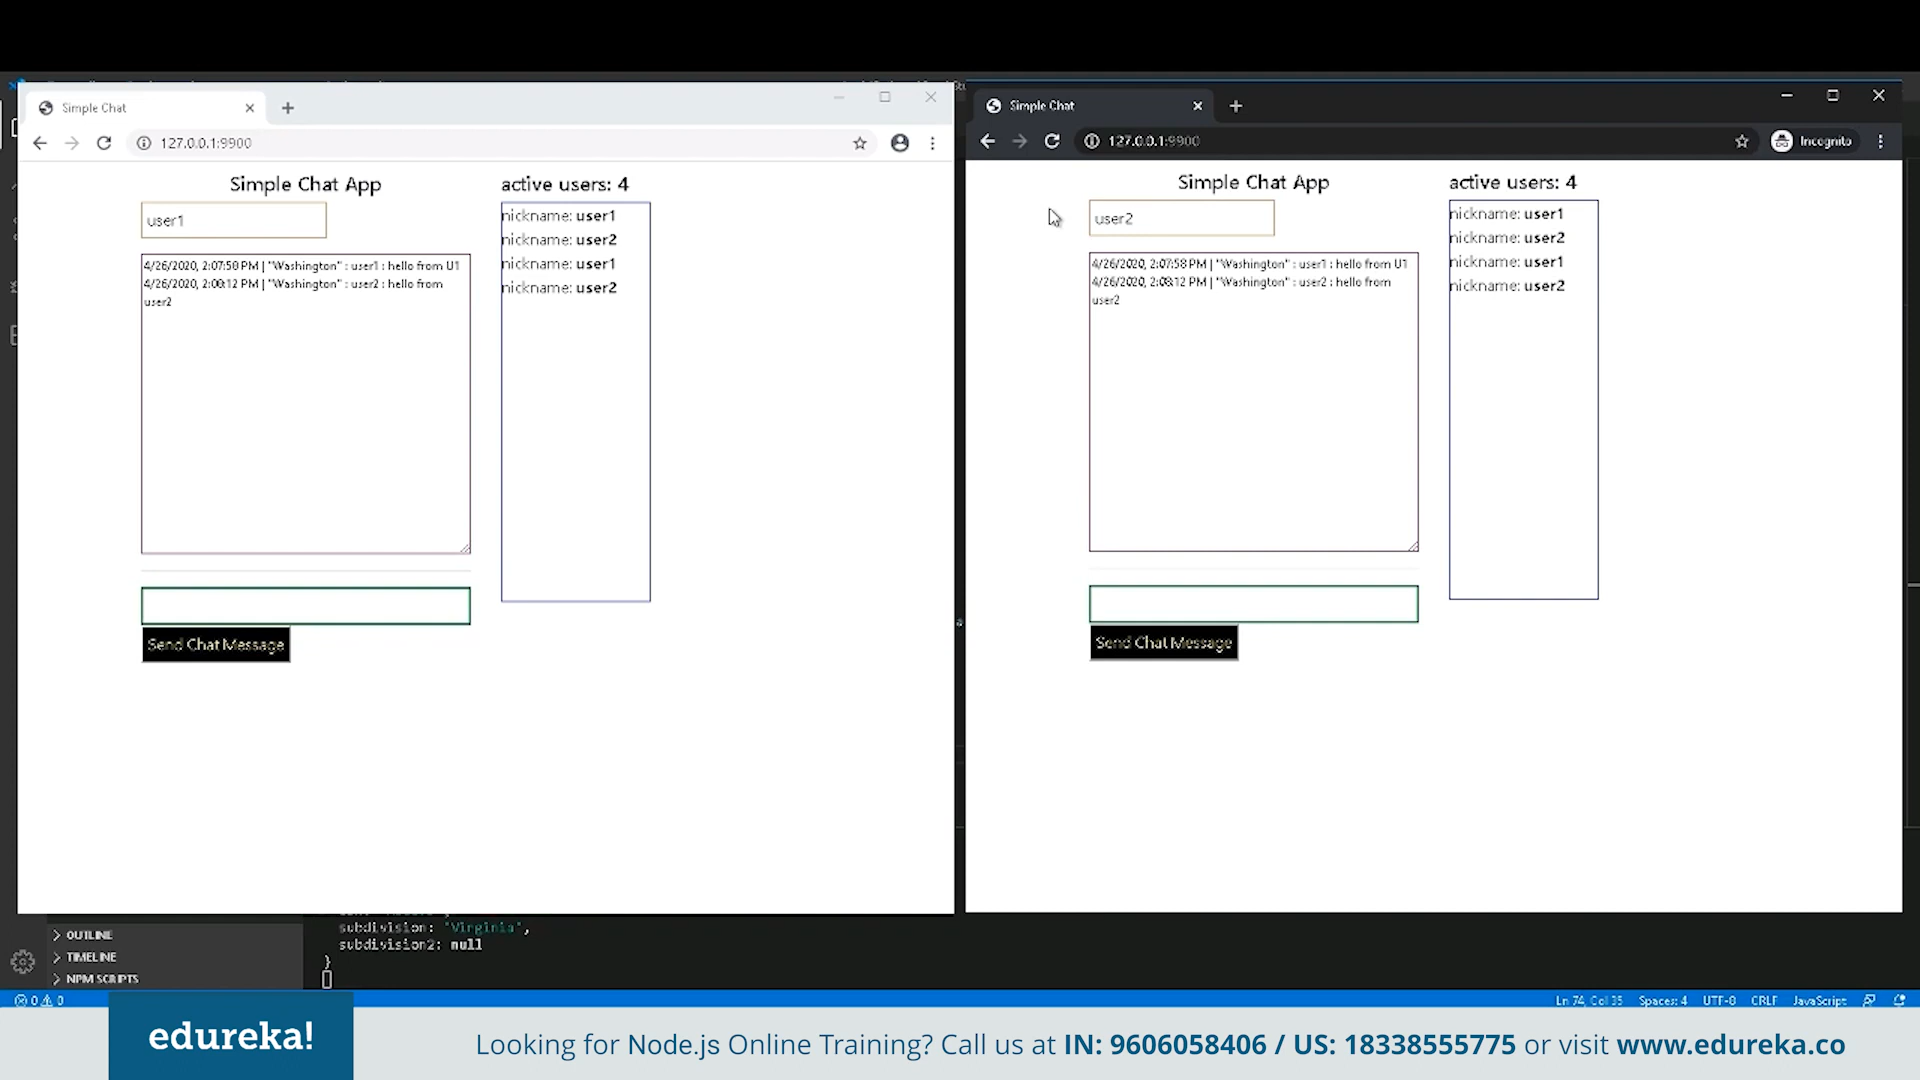 Simple Chat
127.0.0.1:9900
Simple Chat App
active users: 4
user1
nickname: user1
nickname: user2
nickname: user1
nickname: user2
4/26/2020, 2:07:58 PM | "Washington" : user1 : hello from U1
4/26/2020, 2:08:12 PM | "Washington" : user2 : hello from
user2
Send Chat Message
Simple Chat
127.0.0.1:9900
Incognito
Simple Chat App
active users: 4
user2
nickname: user1
nickname: user2
nickname: user1
nickname: user2
4/26/2020, 2:07:58 PM | "Washington" : user1 : hello from U1
4/26/2020, 2:08:12 PM | "Washington" : user2 : hello from
user2
Send Chat Message
OUTLINE
TIMELINE
NPM SCRIPTS
subdivision: 'Virginia',
subdivision2: null
}
0 0
Ln 74, Col 35 Spaces: 4 UTF-8 CRLF JavaScript
edureka!
Looking for Node.js Online Training? Call us at IN: 9606058406 / US: 18338555775 or visit www.edureka.co